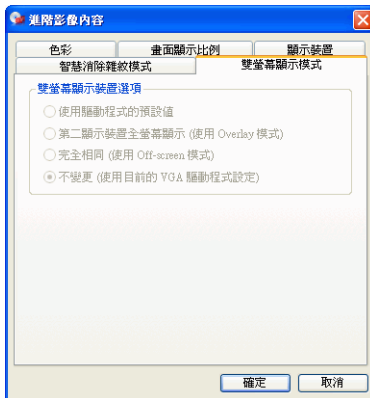 進階影像內容
色彩
畫面顯示比例
顯示裝置
智慧消除雜紋模式
雙螢幕顯示模式
雙螢幕顯示裝置選項
使用驅動程式的預設值
第二顯示裝置全螢幕顯示 (使用 Overlay 模式)
完全相同 (使用 Off-screen 模式)
不變更 (使用目前的 VGA 驅動程式設定)
確定
取消